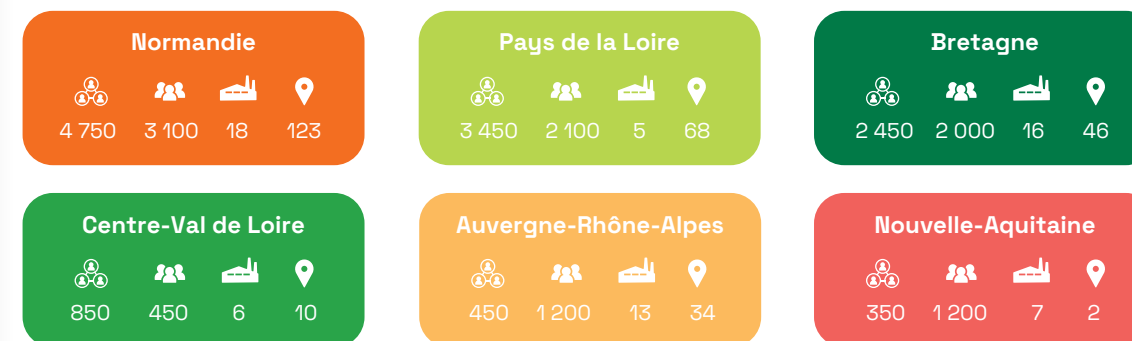 Normandie
4 750 3 100 18 123
Pays de la Loire
3 450 2 100 5 68
Bretagne
2 450 2 000 16 46
Centre-Val de Loire
850 450 6 10
Auvergne-Rhône-Alpes
450 1 200 13 34
Nouvelle-Aquitaine
350 1 200 7 2